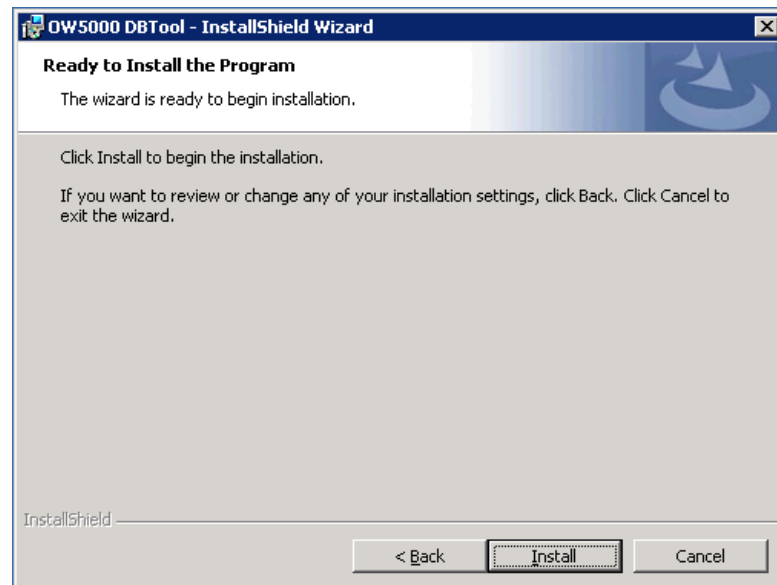 OW5000 DBTool - InstallShield Wizard
Ready to Install the Program
The wizard is ready to begin installation.
Click Install to begin the installation.
If you want to review or change any of your installation settings, click Back. Click Cancel to
exit the wizard.
InstallShield
< Back Install Cancel